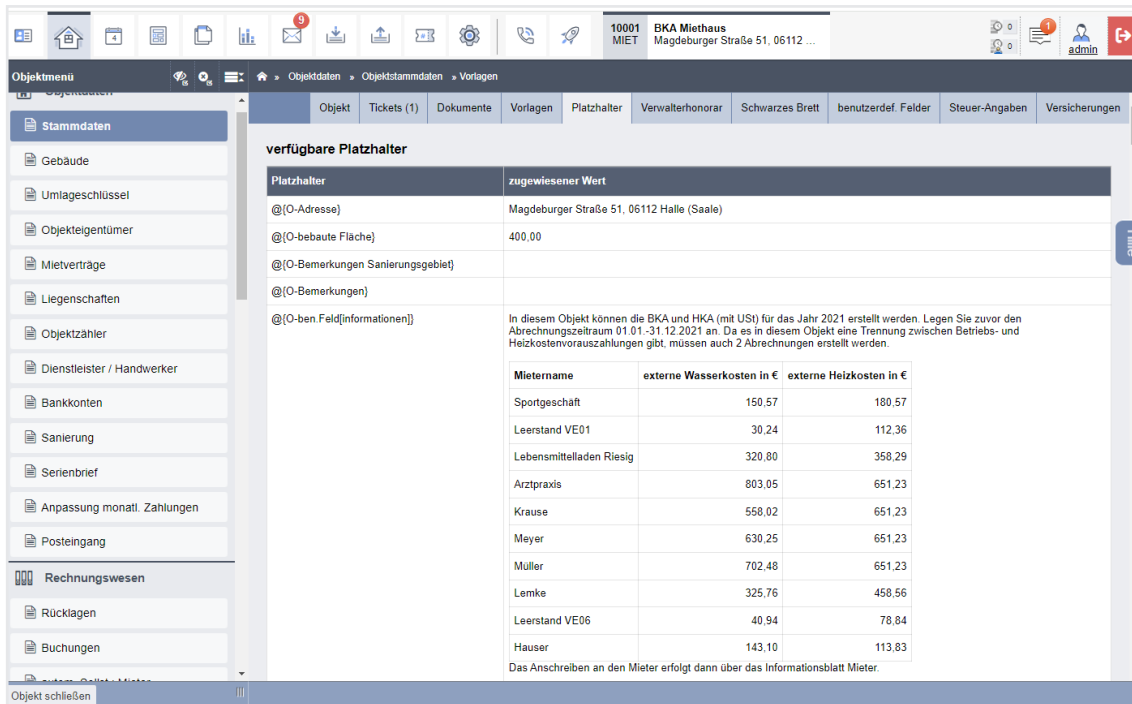 9
10001
MIET
BKA Miethaus
Magdeburger Straße 51, 06112 ...
0
0
1
admin
4
Objektmenü
» Objektdaten » Objektstammdaten » Vorlagen
Objektdaten
Stammdaten
Gebäude
Umlageschlüssel
Objekteigentümer
Mietverträge
Liegenschaften
Objektzähler
Dienstleister / Handwerker
Bankkonten
Sanierung
Serienbrief
Anpassung monatl. Zahlungen
Posteingang
Rechnungswesen
Rücklagen
Buchungen
Objekt schließen
Objekt Tickets (1) Dokumente Vorlagen Platzhalter Verwalterhonorar Schwarzes Brett benutzerdef. Felder Steuer-Angaben Versicherungen
verfügbare Platzhalter
Platzhalter zugewiesener Wert
@{O-Adresse} Magdeburger Straße 51, 06112 Halle (Saale)
@{O-bebaute Fläche} 400,00
@{O-Bemerkungen Sanierungsgebiet}
@{O-Bemerkungen}
@{O-ben.Feld[informationen]} In diesem Objekt können die BKA und HKA (mit USt) für das Jahr 2021 erstellt werden. Legen Sie zuvor den
Abrechnungszeitraum 01.01.-31.12.2021 an. Da es in diesem Objekt eine Trennung zwischen Betriebs- und
Heizkostenvorauszahlungen gibt, müssen auch 2 Abrechnungen erstellt werden.
Mietername externe Wasserkosten in € externe Heizkosten in €
Sportgeschäft 150,57 180,57
Leerstand VE01 30,24 112,36
Lebensmittelladen Riesig 320,80 358,29
Arztpraxis 803,05 651,23
Krause 558,02 651,23
Meyer 630,25 651,23
Müller 702,48 651,23
Lemke 325,76 458,56
Leerstand VE06 40,94 78,84
Hauser 143,10 113,83
Das Anschreiben an den Mieter erfolgt dann über das Informationsblatt Mieter.